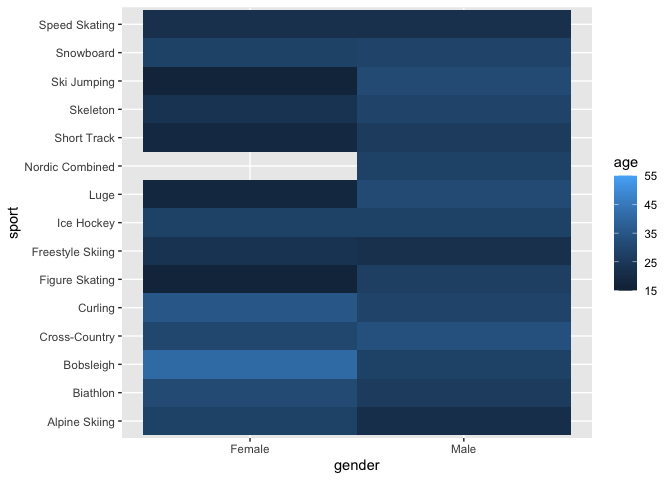 Speed Skating
Snowboard
Ski Jumping
Skeleton
Short Track
Nordic Combined
Luge
Ice Hockey
Freestyle Skiing
Figure Skating
Curling
Cross-Country
Bobsleigh
Biathlon
Alpine Skiing
sport
Female
Male
gender
age
55
45
35
25
15